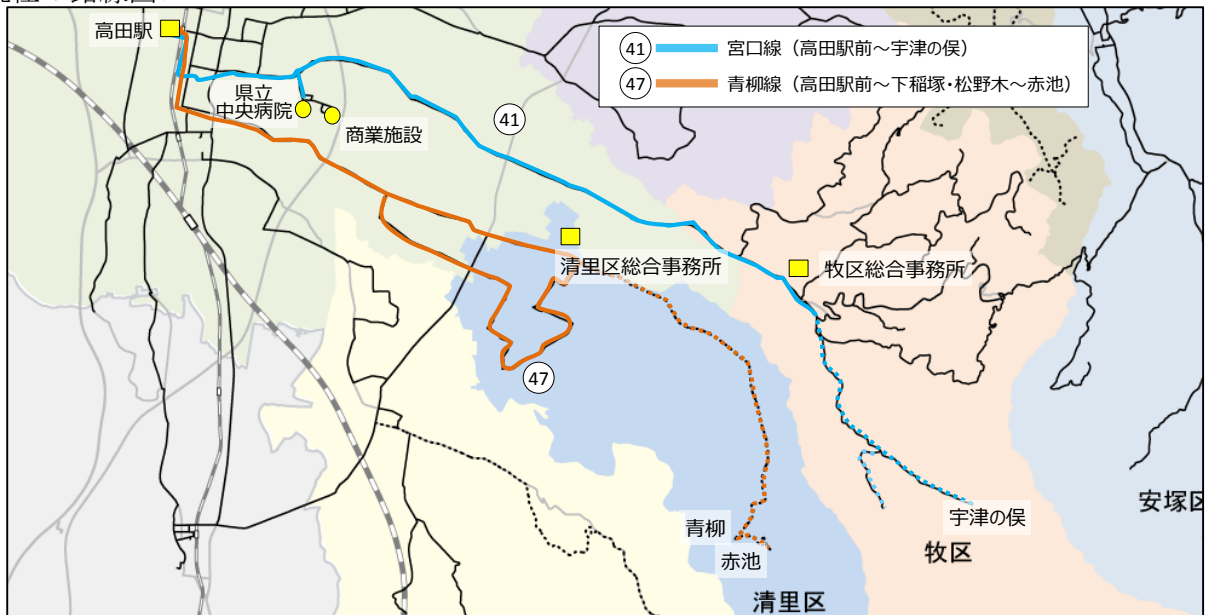 高田駅
㊶ 宮口線（高田駅前～宇津の俣）
㊼ 青柳線（高田駅前～下稲塚・松野木～赤池）
県立
中央病院
商業施設
41
清里区総合事務所
牧区総合事務所
47
安塚区
宇津の俣
青柳
赤池
牧区
清里区